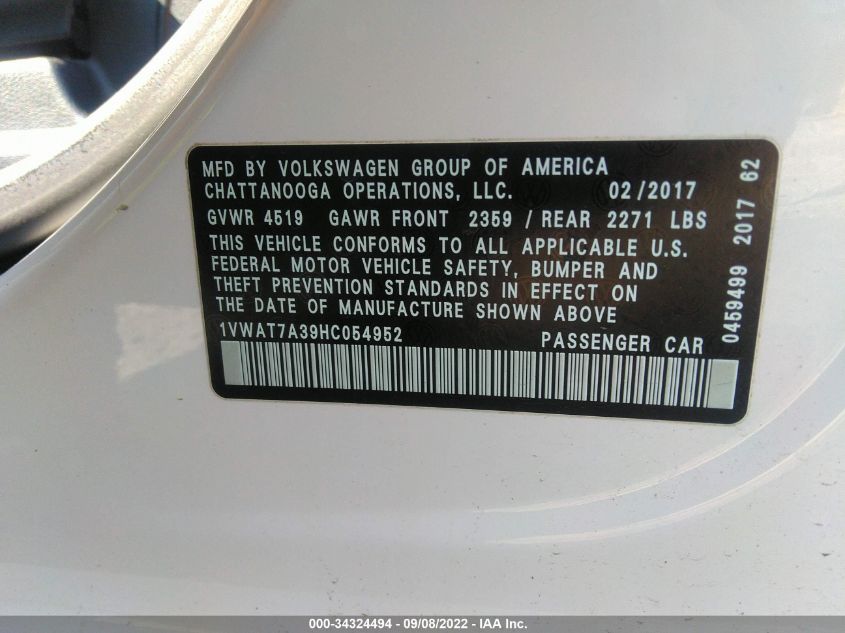 MFD BY VOLKSWAGEN GROUP OF AMERICA
CHATTANOOGA OPERATIONS, LLC. 02/2017
GVWR 4519 GAWR FRONT 2359 / REAR 2271 LBS
THIS VEHICLE CONFORMS TO ALL APPLICABLE U.S.
FEDERAL MOTOR VEHICLE SAFETY, BUMPER AND
THEFT PREVENTION STANDARDS IN EFFECT ON
THE DATE OF MANUFACTURE SHOWN ABOVE
1VWAT7A39HC054952 PASSENGER CAR
0459499 2017 62
000-34324494 - 09/08/2022 - IAA Inc.